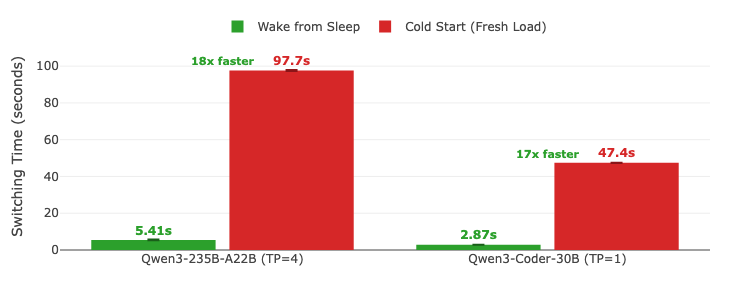 Wake from Sleep
Cold Start (Fresh Load)
Switching Time (seconds)
100
80
60
40
20
0
18x faster
97.7s
5.41s
17x faster
47.4s
2.87s
Qwen3-235B-A22B (TP=4)
Qwen3-Coder-30B (TP=1)